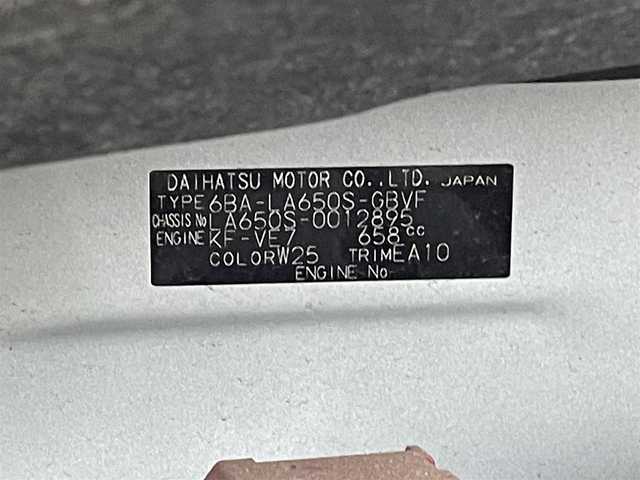 DAIHATSU MOTOR CO.,LTD. JAPAN
TYPE 6BA-LA650S-GBVF
CHASSIS No LA650S-0012895
ENGINE KF-VE7 658cc
COLOR W25 TRIM EA10
ENGINE No